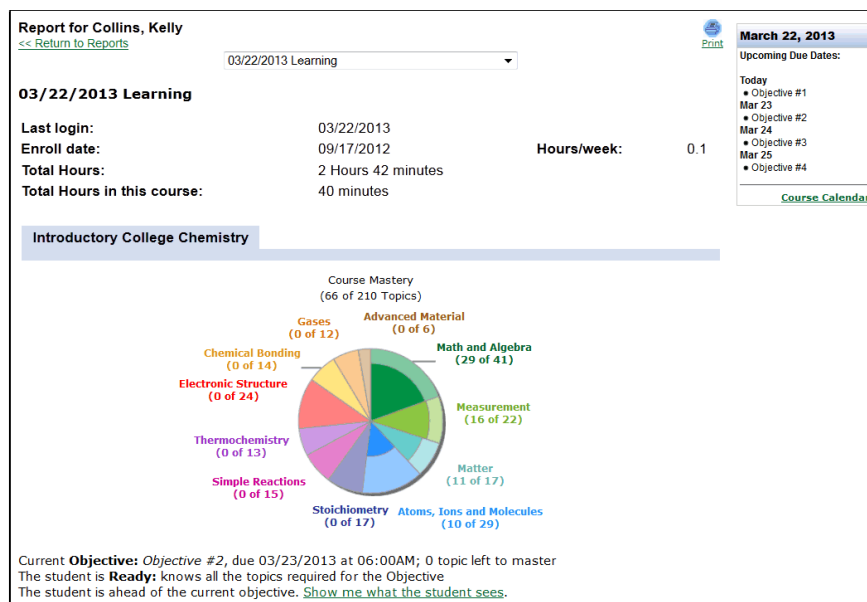 Report for Collins, Kelly
<< Return to Reports
Print
03/22/2013 Learning
03/22/2013 Learning
Last login: 03/22/2013
Enroll date: 09/17/2012 Hours/week: 0.1
Total Hours: 2 Hours 42 minutes
Total Hours in this course: 40 minutes
March 22, 2013
Upcoming Due Dates:
Today
• Objective #1
Mar 23
• Objective #2
Mar 24
• Objective #3
Mar 25
• Objective #4
Course Calendar
Introductory College Chemistry
Course Mastery
(66 of 210 Topics)
Gases
(0 of 12)
Advanced Material
(0 of 6)
Chemical Bonding
(0 of 14)
Math and Algebra
(29 of 41)
Electronic Structure
(0 of 24)
Measurement
(16 of 22)
Thermochemistry
(0 of 13)
Matter
(11 of 17)
Simple Reactions
(0 of 15)
Stoichiometry
(0 of 17)
Atoms, Ions and Molecules
(10 of 29)
Current Objective: Objective #2, due 03/23/2013 at 06:00AM; 0 topic left to master
The student is Ready: knows all the topics required for the Objective
The student is ahead of the current objective. Show me what the student sees.